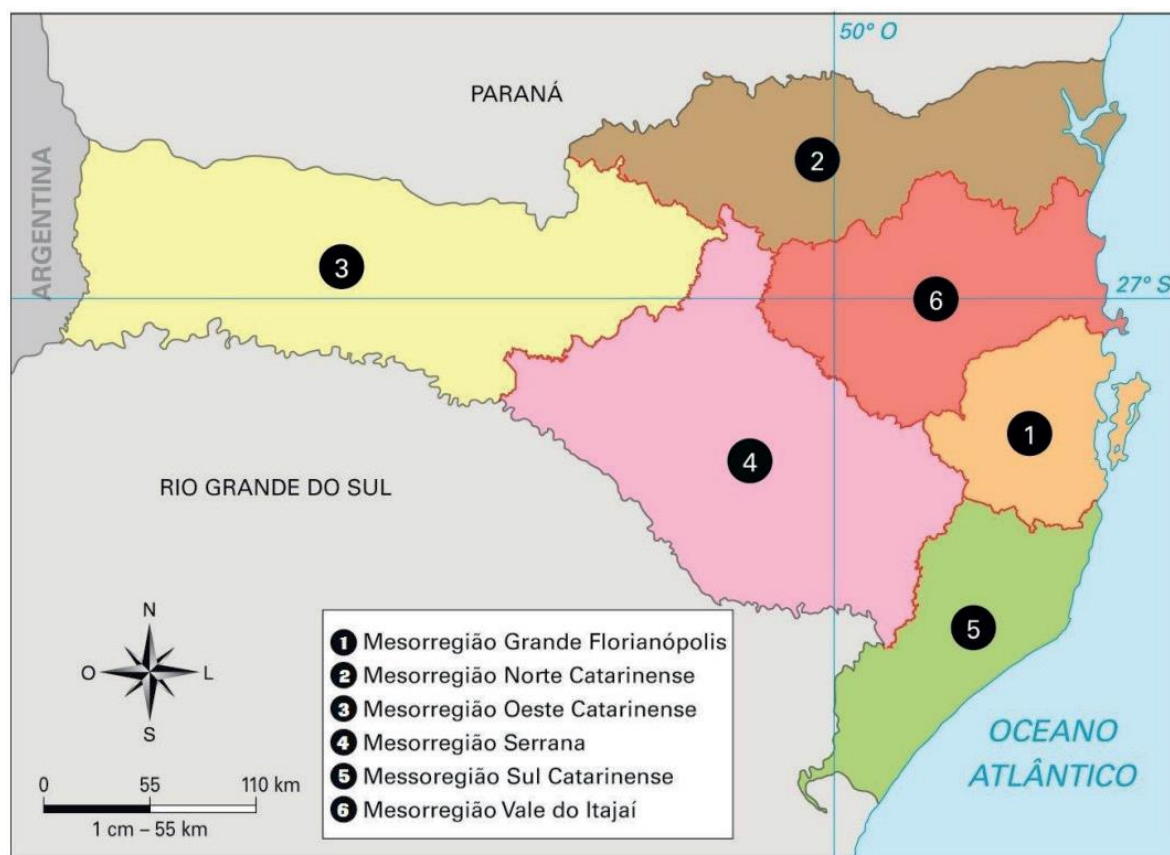 50° O
PARANÁ
ARGENTINA
2
3
27° S
6
1
4
RIO GRANDE DO SUL
5
N
O
L
S
1 Mesorregião Grande Florianópolis
2 Mesorregião Norte Catarinense
3 Mesorregião Oeste Catarinense
4 Mesorregião Serrana
5 Messoregião Sul Catarinense
6 Mesorregião Vale do Itajaí
OCEANO
ATLÂNTICO
0 55 110 km
1 cm – 55 km